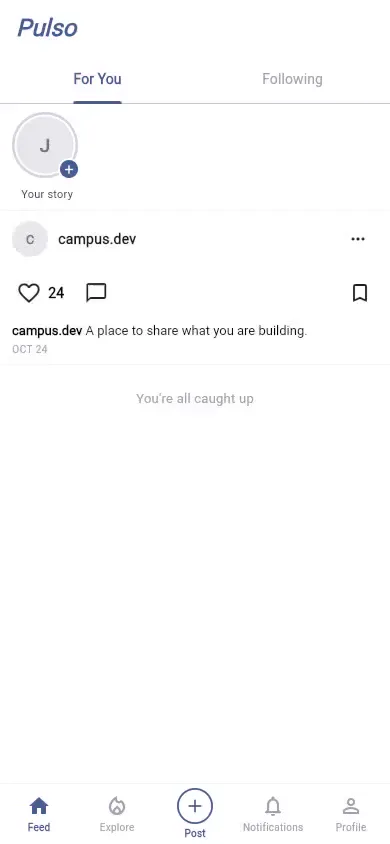 Pulso
For You
Following
J
Your story
C
campus.dev
24
campus.dev A place to share what you are building.
OCT 24
You're all caught up
Feed
Explore
Post
Notifications
Profile